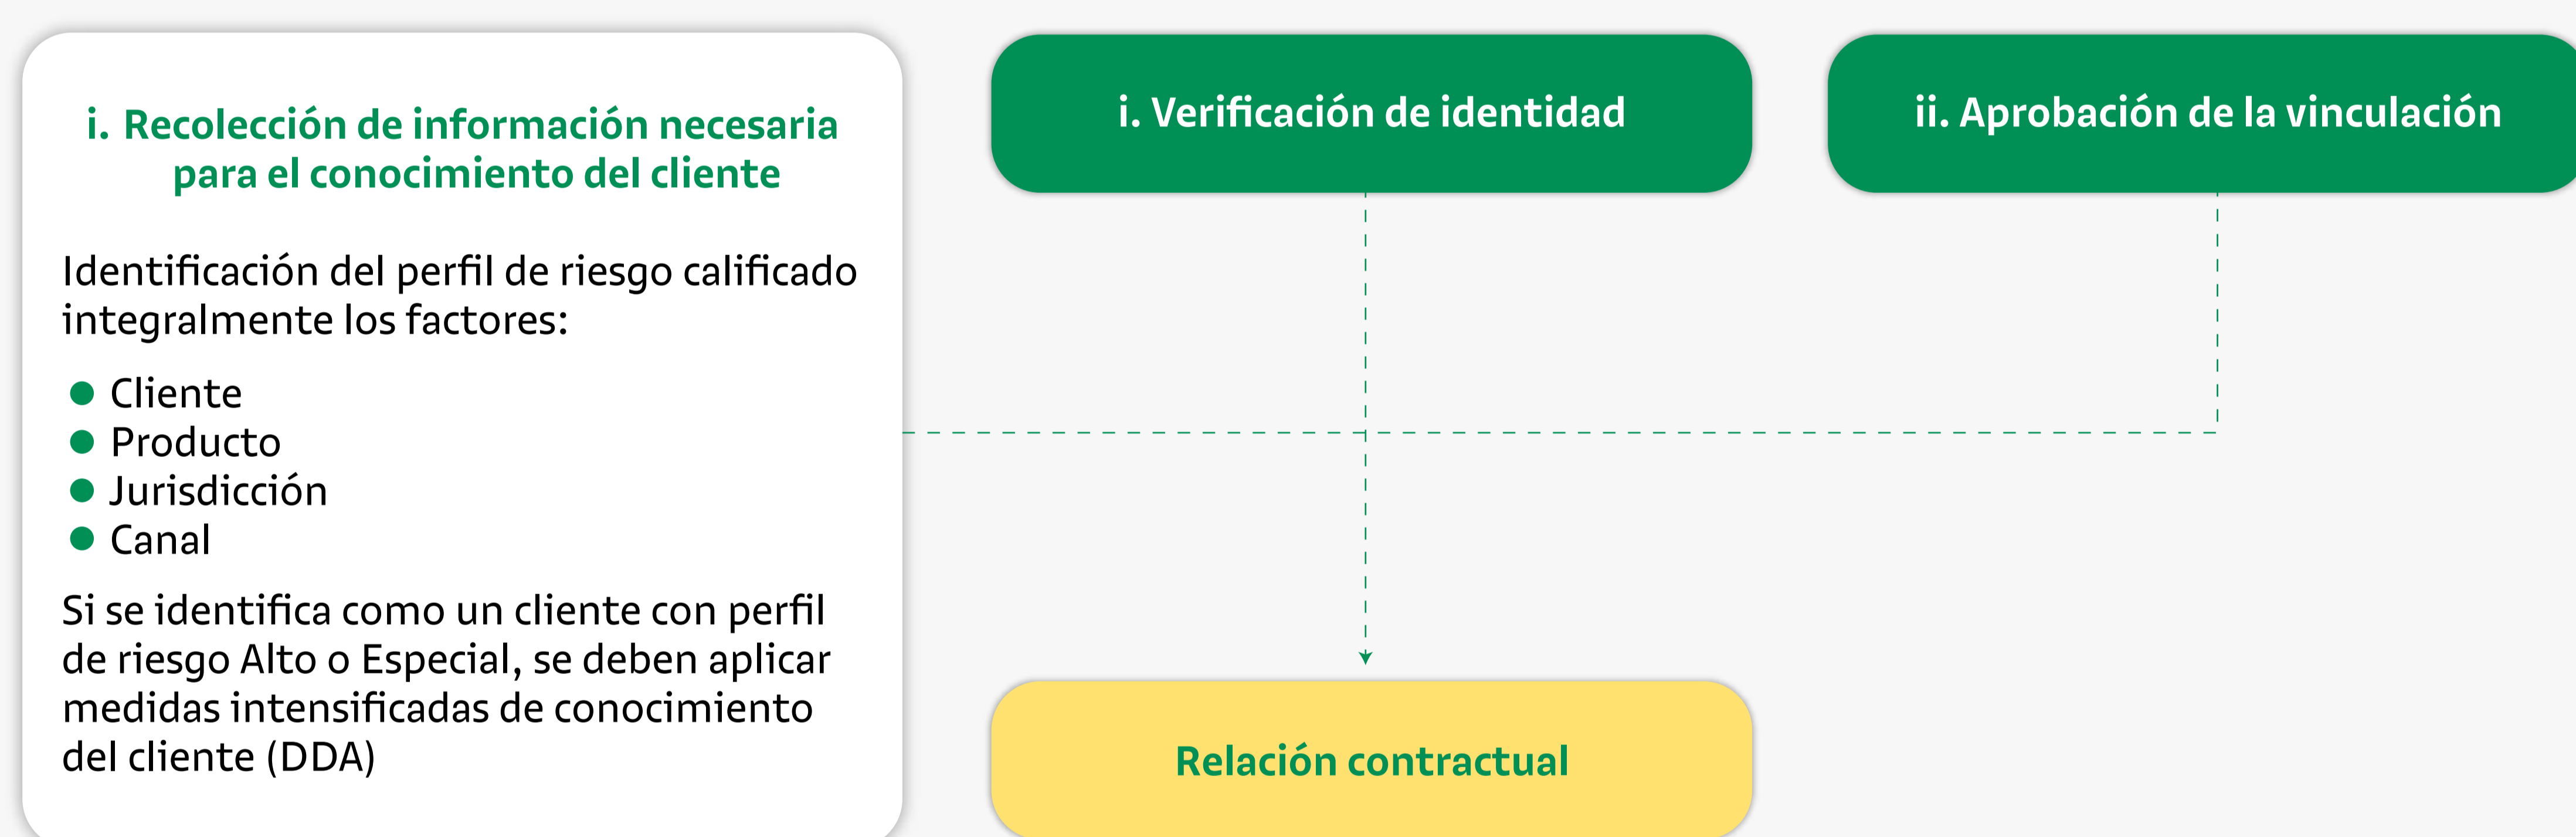 i. Recolección de información necesaria
para el conocimiento del cliente
Identificación del perfil de riesgo calificado
integralmente los factores:
Cliente
Producto
Jurisdicción
Canal
Si se identifica como un cliente con perfil
de riesgo Alto o Especial, se deben aplicar
medidas intensificadas de conocimiento
del cliente (DDA)
i. Verificación de identidad
ii. Aprobación de la vinculación
Relación contractual